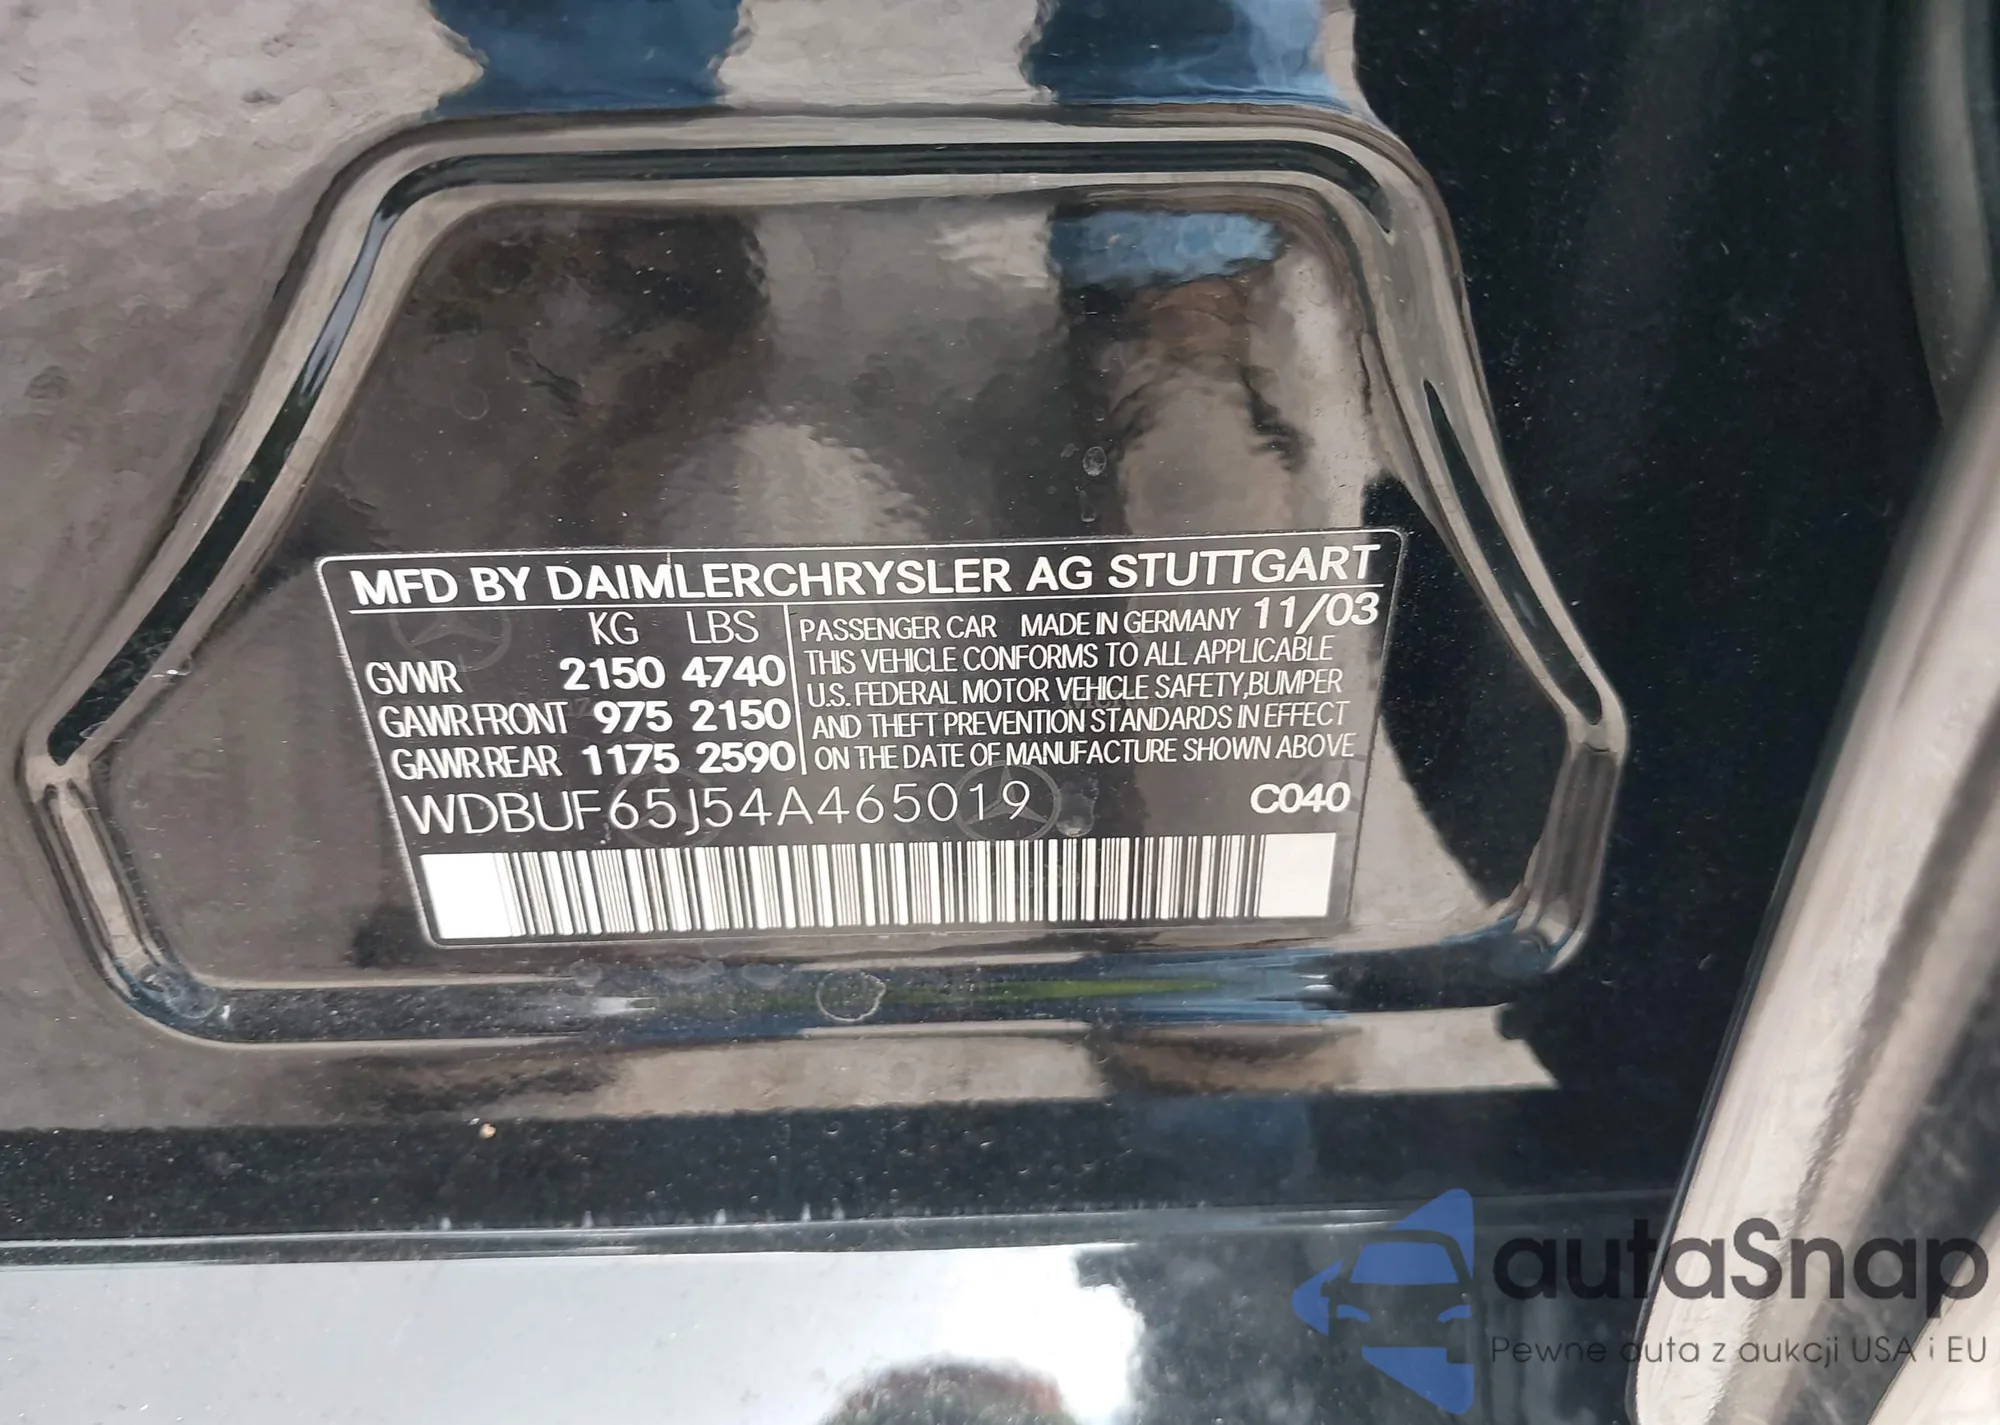 MFD BY DAIMLERCHRYSLER AG STUTTGART
KG LBS
GVWR 2150 4740
GAWR FRONT 975 2150
GAWR REAR 1175 2590
PASSENGER CAR MADE IN GERMANY 11/03
THIS VEHICLE CONFORMS TO ALL APPLICABLE
U.S. FEDERAL MOTOR VEHICLE SAFETY,BUMPER
AND THEFT PREVENTION STANDARDS IN EFFECT
ON THE DATE OF MANUFACTURE SHOWN ABOVE
WDBUF65J54A465019 C040
autaSnap
Pewne auta z aukcji USA i EU